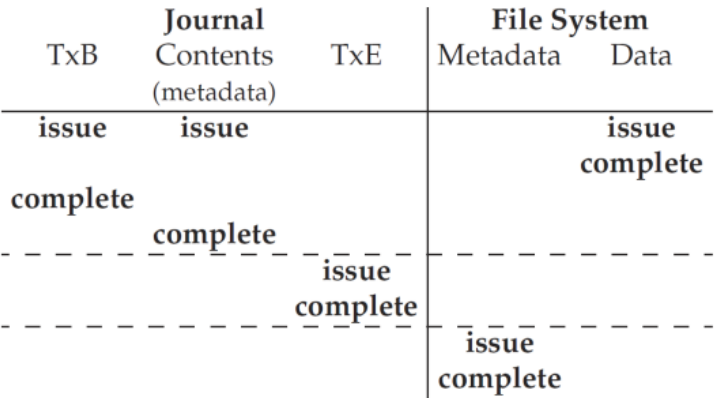 Journal File System
TxB Contents TxE Metadata Data
(metadata)
issue issue issue
complete
complete
complete
issue
complete
issue
complete